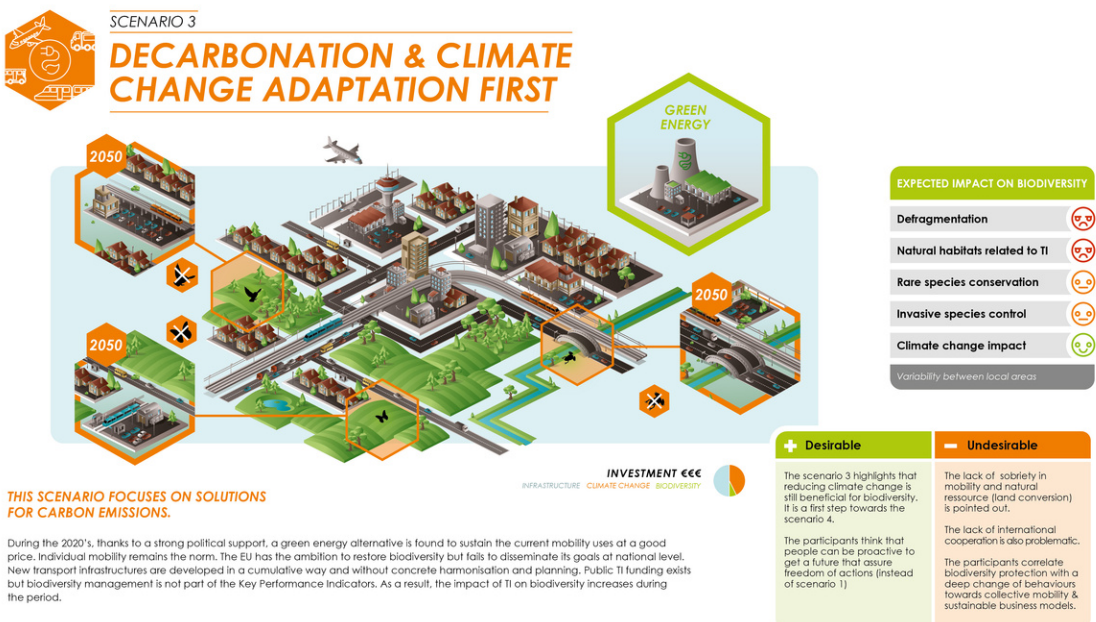 SCENARIO 3
DECARBONATION & CLIMATE
CHANGE ADAPTATION FIRST
GREEN
ENERGY
2050
2050
2050
EXPECTED IMPACT ON BIODIVERSITY
Defragmentation
Natural habitats related to TI
Rare species conservation
Invasive species control
Climate change impact
Variability between local areas
INVESTMENT €€€
INFRASTRUCTURE CLIMATE CHANGE BIODIVERSITY
THIS SCENARIO FOCUSES ON SOLUTIONS
FOR CARBON EMISSIONS.
During the 2020's, thanks to a strong political support, a green energy alternative is found to sustain the current mobility uses at a good
price. Individual mobility remains the norm. The EU has the ambition to restore biodiversity but fails to disseminate its goals at national level.
New transport infrastructures are developed in a cumulative way and without concrete harmonisation and planning. Public TI funding exists
but biodiversity management is not part of the Key Performance Indicators. As a result, the impact of TI on biodiversity increases during
the period.
+ Desirable
The scenario 3 highlights that
reducing climate change is
still beneficial for biodiversity.
It is a first step towards the
scenario 4.
The participants think that
people can be proactive to
get a future that assure
freedom of actions (instead
of scenario 1)
- Undesirable
The lack of sobriety in
mobility and natural
ressource (land conversion)
is pointed out.
The lack of international
cooperation is also problematic.
The participants correlate
biodiversity protection with a
deep change of behaviours
towards collective mobility &
sustainable business models.